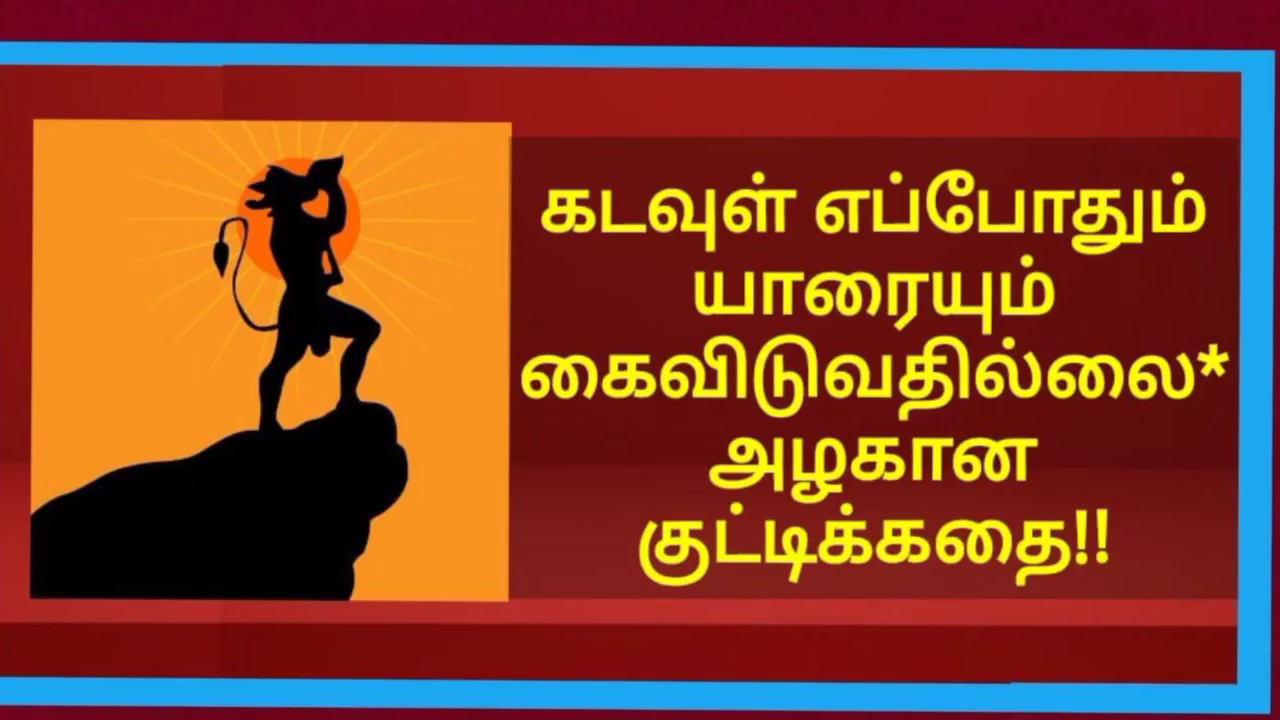 கடவுள் எப்போதும்
யாரையும்
கைவிடுவதில்லை*
அழகான
குட்டிக்கதை!!